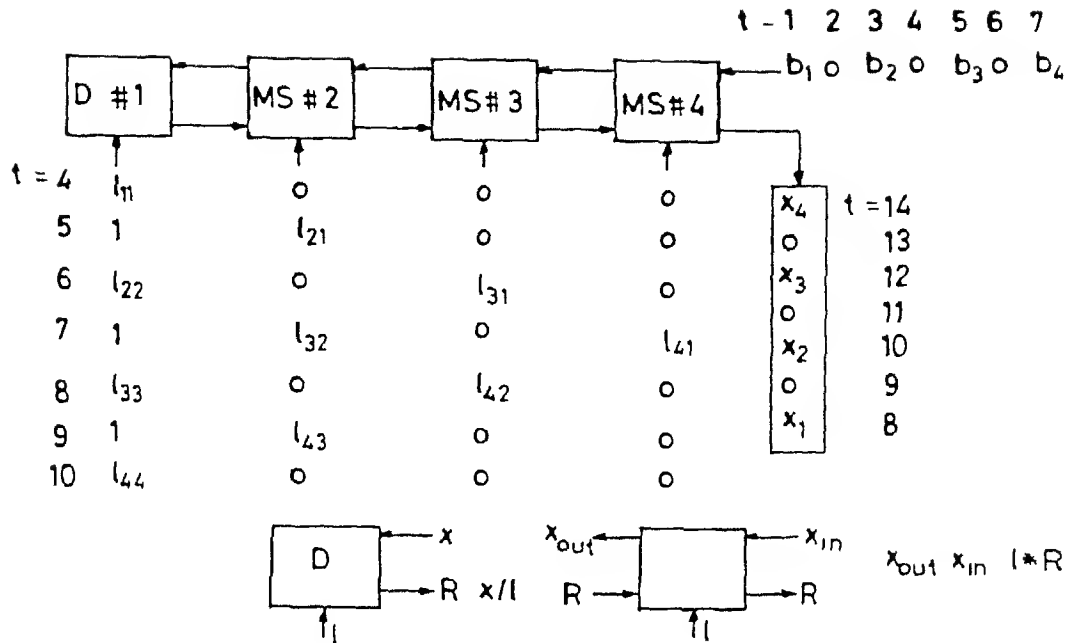 t - 1 2 3 4 5 6 7
b₁ o b₂ o b₃ o b₄
D #1 MS #2 MS# 3 MS# 4
t = 4 l₁₁ o o o x₄ t = 14
5 1 l₂₁ o o o 13
6 l₂₂ o l₃₁ o x₃ 12
o 11
7 1 l₃₂ o l₄₁ x₂ 10
8 l₃₃ o l₄₂ o o 9
9 1 l₄₃ o o x₁ 8
10 l₄₄ o o o
D x xout xin xout xin l*R
R x/l R R
l l